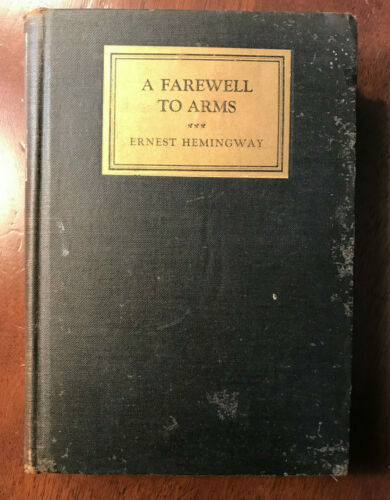 A FAREWELL
TO ARMS
***
ERNEST HEMINGWAY